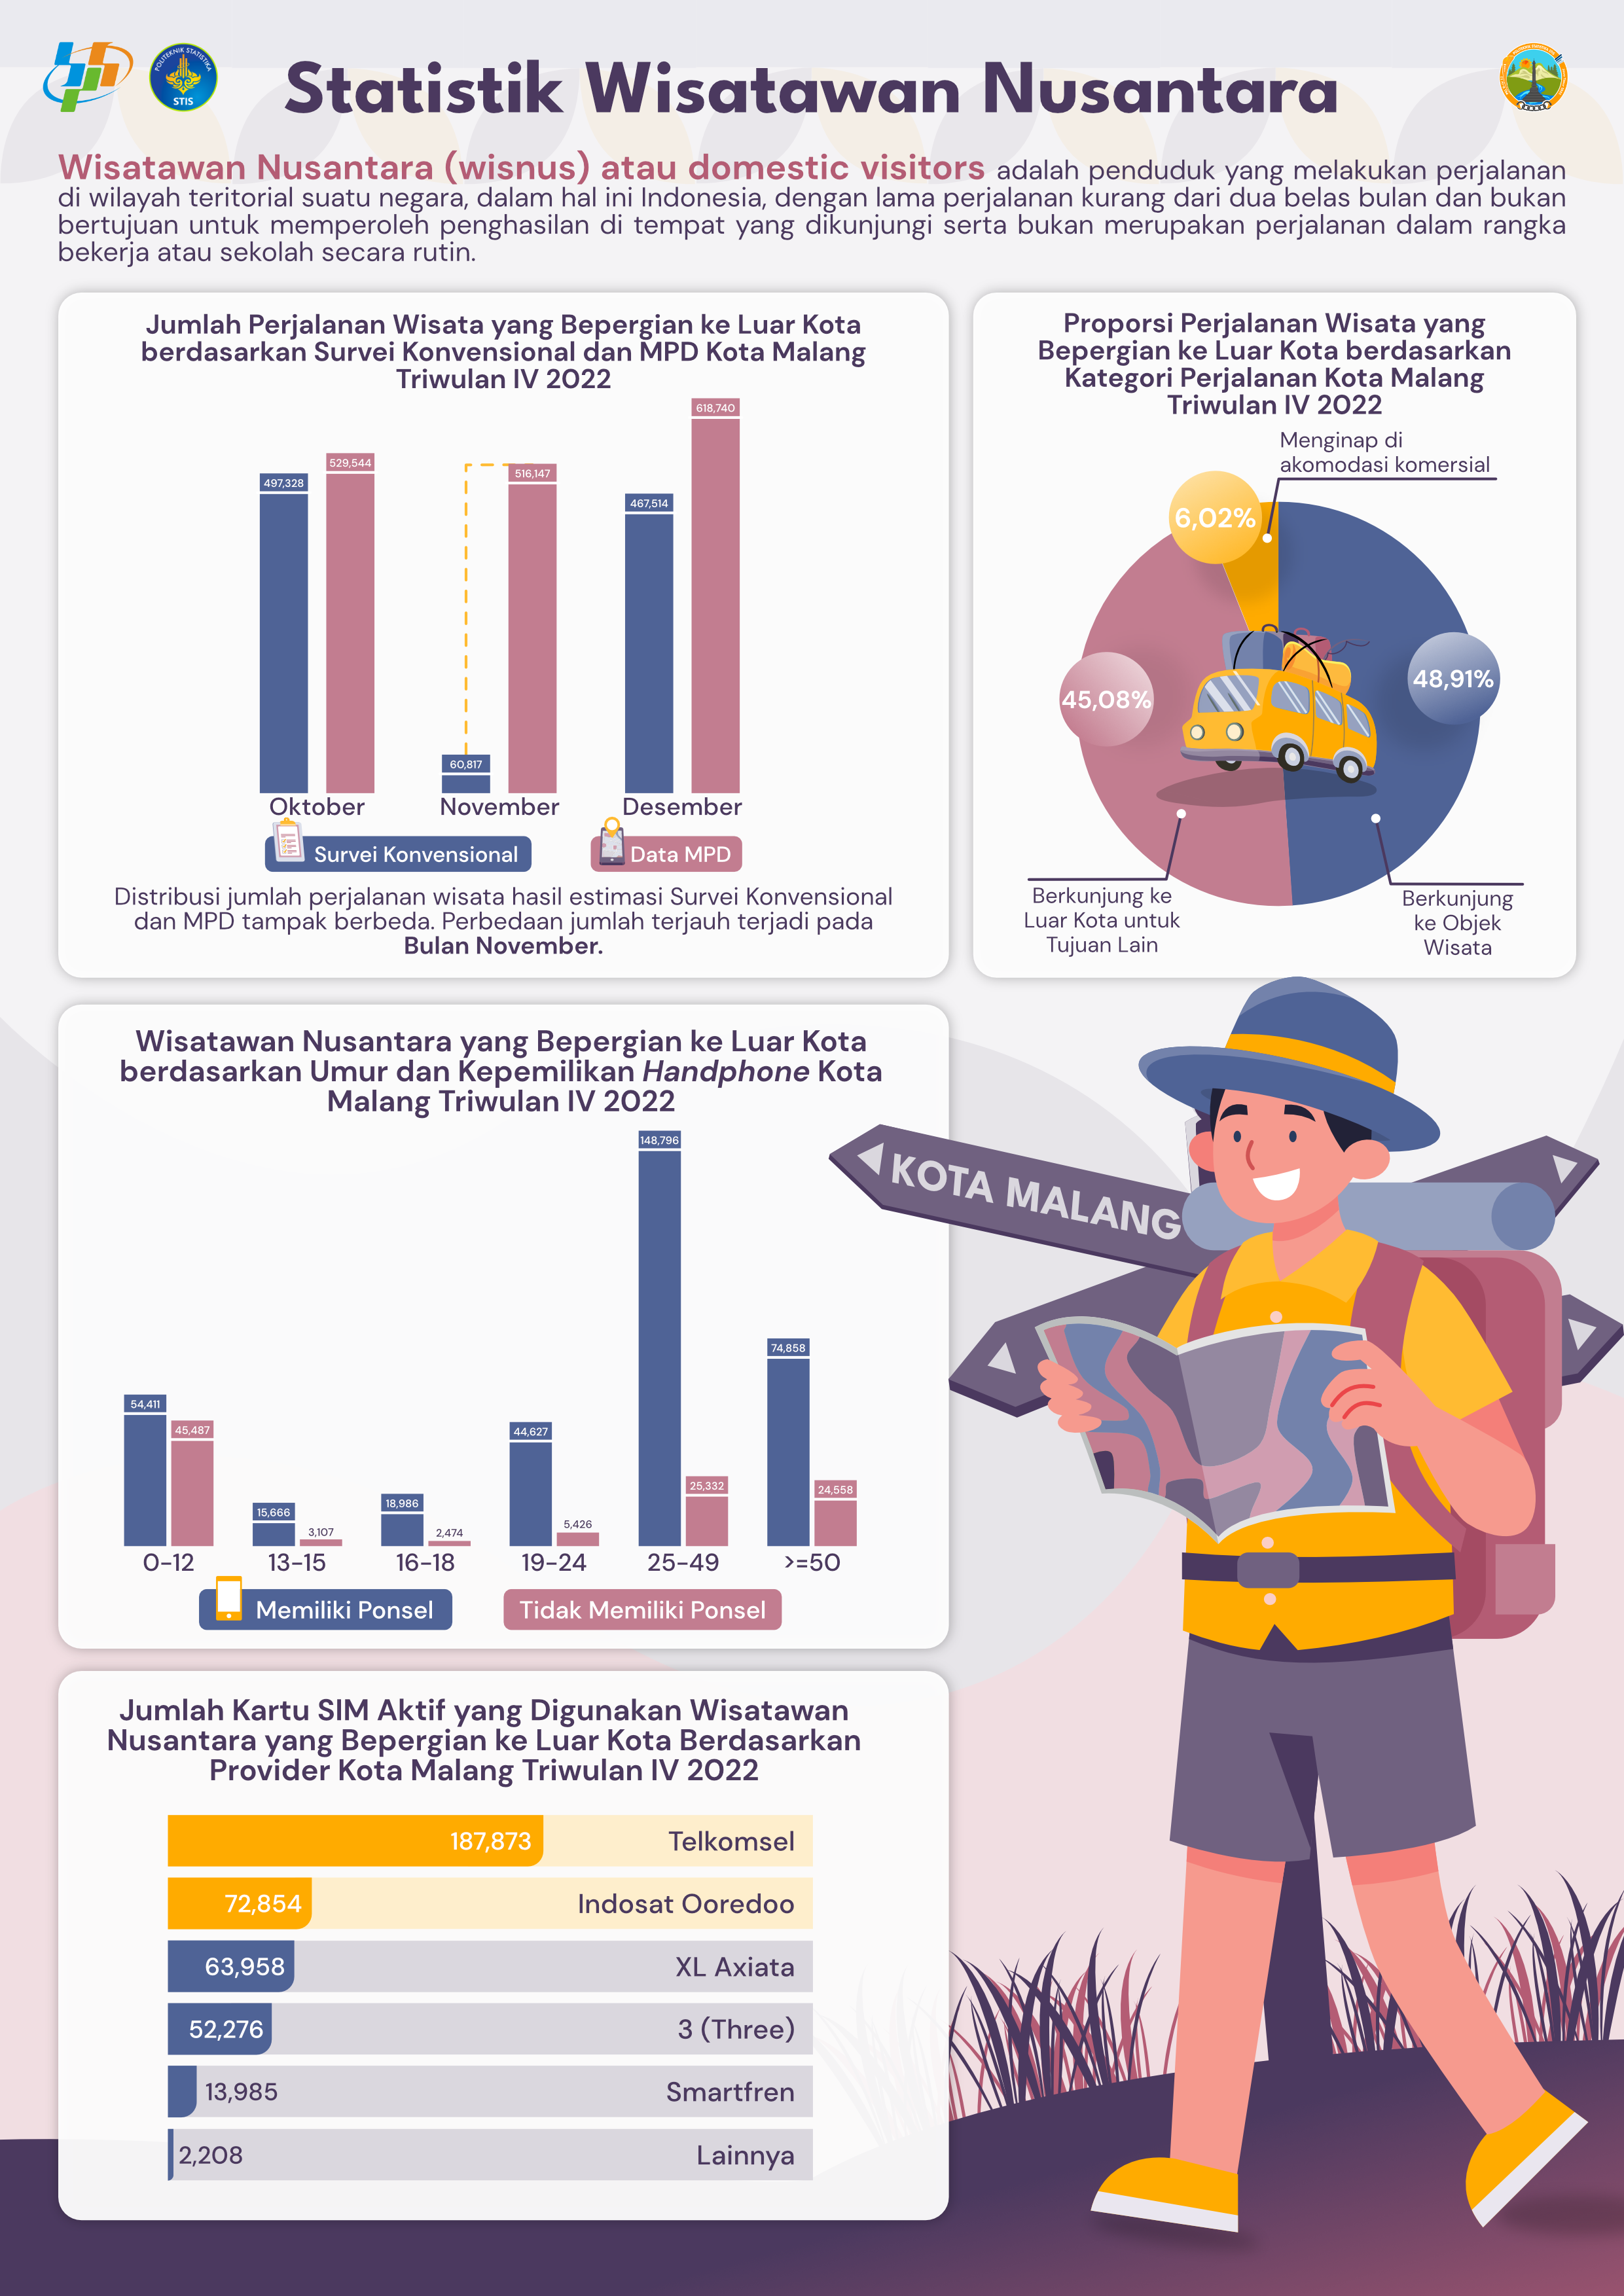 POLITEKNIK STATISTIKA
STIS
Statistik Wisatawan Nusantara
Wisatawan Nusantara (wisnus) atau domestic visitors adalah penduduk yang melakukan perjalanan
di wilayah teritorial suatu negara, dalam hal ini Indonesia, dengan lama perjalanan kurang dari dua belas bulan dan bukan
bertujuan untuk memperoleh penghasilan di tempat yang dikunjungi serta bukan merupakan perjalanan dalam rangka
bekerja atau sekolah secara rutin.
Jumlah Perjalanan Wisata yang Bepergian ke Luar Kota
berdasarkan Survei Konvensional dan MPD Kota Malang
Triwulan IV 2022
497,328
529,544
60,817
516,147
467,514
618,740
Oktober
November
Desember
Survei Konvensional
Data MPD
Distribusi jumlah perjalanan wisata hasil estimasi Survei Konvensional
dan MPD tampak berbeda. Perbedaan jumlah terjauh terjadi pada
Bulan November.
Proporsi Perjalanan Wisata yang
Bepergian ke Luar Kota berdasarkan
Kategori Perjalanan Kota Malang
Triwulan IV 2022
Menginap di
akomodasi komersial
6,02%
48,91%
45,08%
Berkunjung ke
Luar Kota untuk
Tujuan Lain
Berkunjung
ke Objek
Wisata
Wisatawan Nusantara yang Bepergian ke Luar Kota
berdasarkan Umur dan Kepemilikan Handphone Kota
Malang Triwulan IV 2022
54,411
45,487
15,666
3,107
18,986
2,474
44,627
5,426
148,796
25,332
74,858
24,558
0-12
13-15
16-18
19-24
25-49
>=50
Memiliki Ponsel
Tidak Memiliki Ponsel
KOTA MALANG
Jumlah Kartu SIM Aktif yang Digunakan Wisatawan
Nusantara yang Bepergian ke Luar Kota Berdasarkan
Provider Kota Malang Triwulan IV 2022
187,873 Telkomsel
72,854 Indosat Ooredoo
63,958 XL Axiata
52,276 3 (Three)
13,985 Smartfren
2,208 Lainnya